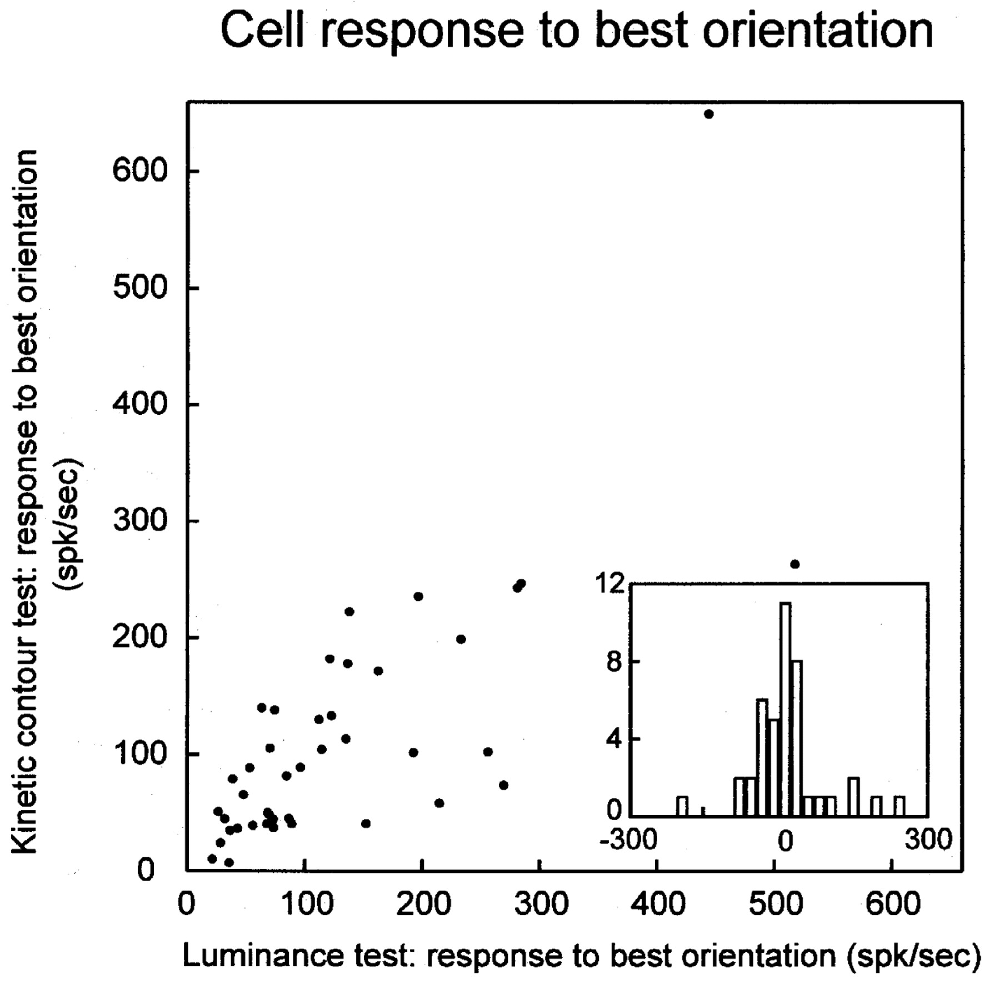 Cell response to best orientation
Kinetic contour test: response to best orientation
(spk/sec)
600
500
400
300
200
100
0
0 100 200 300 400 500 600
Luminance test: response to best orientation (spk/sec)
12
8
4
0
-300 0 300